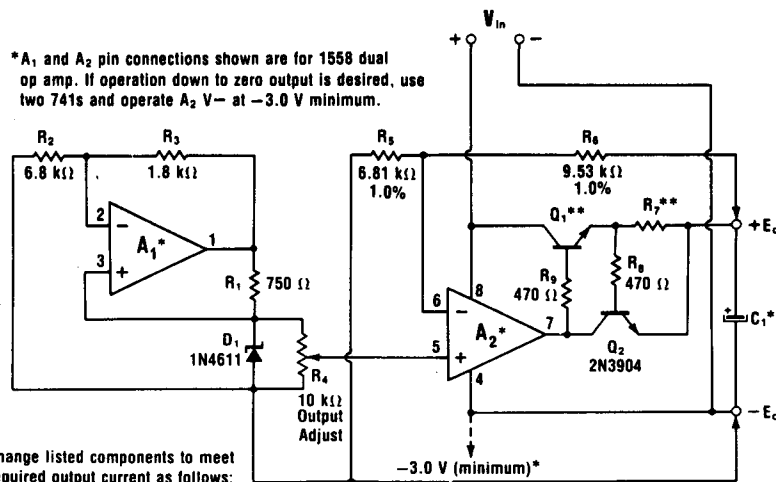 *A₁ and A₂ pin connections shown are for 1558 dual
op amp. If operation down to zero output is desired, use
two 741s and operate A₂ V− at −3.0 V minimum.
V_in
+ −
R₂
6.8 kΩ
R₃
1.8 kΩ
R₅
6.81 kΩ
1.0%
R₆
9.53 kΩ
1.0%
2
−
A₁*
1
3
+
R₁
750 Ω
Q₁**
R₇**
R₈
470 Ω
R₉
470 Ω
8
6
−
A₂*
7
5
+
4
Q₂
2N3904
D₁
1N4611
R₄
10 kΩ
Output
Adjust
+
C₁*
−3.0 V (minimum)*
hange listed components to meet
quired output current as follows: